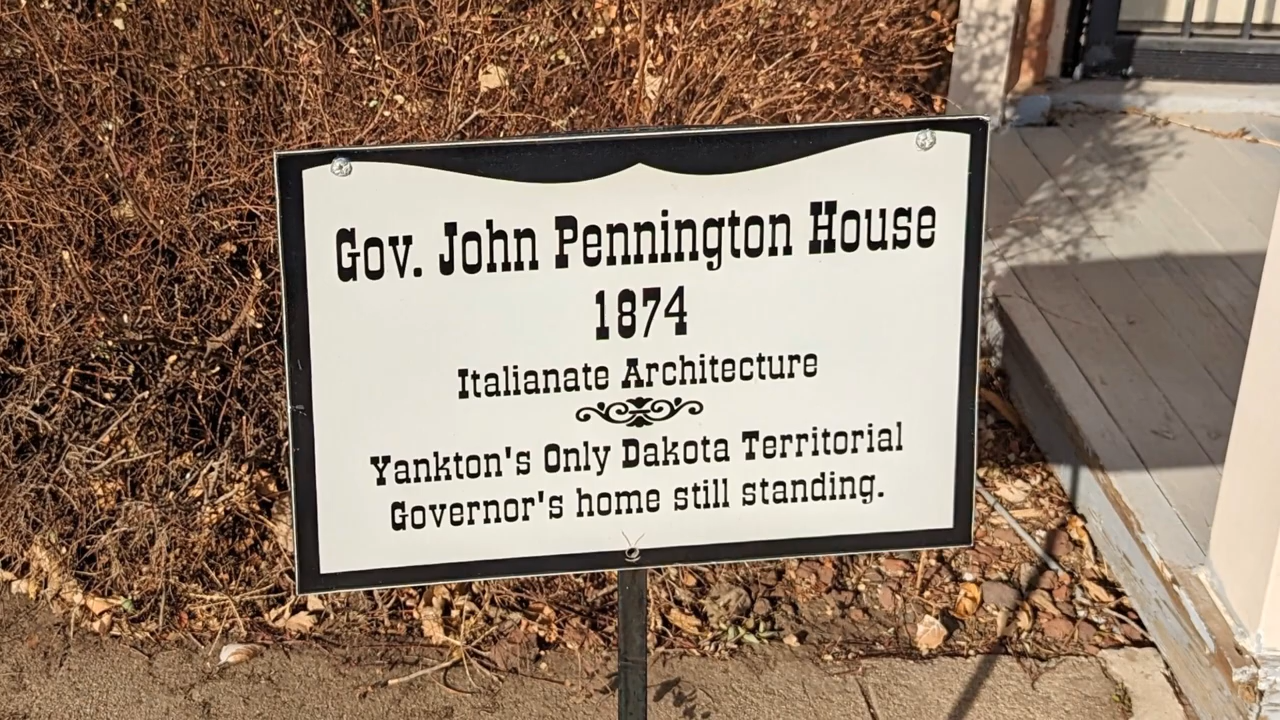 Gov. John Pennington House
1874
Italianate Architecture
Yankton's Only Dakota Territorial
Governor's home still standing.